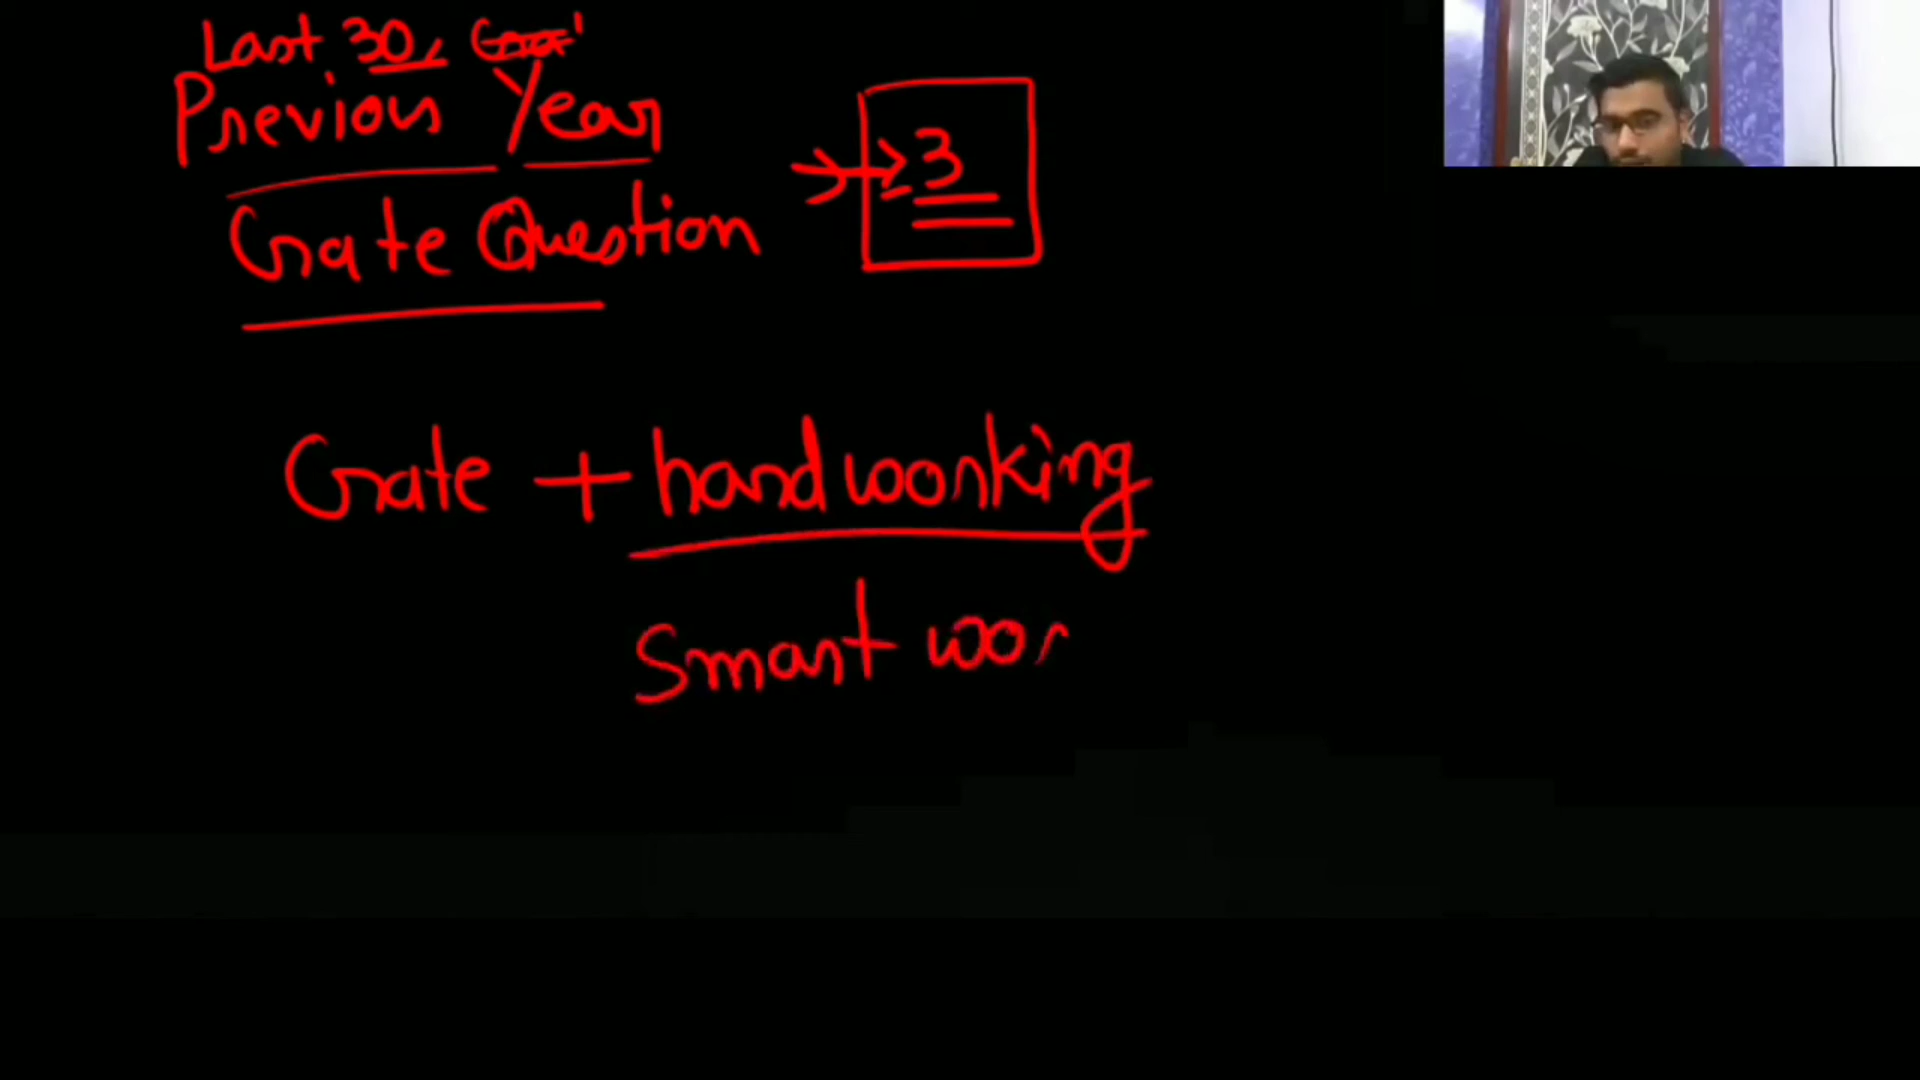 Last 30,
Previous Year
Gate Question
→ 3
Gate + hardworking
Smart wor